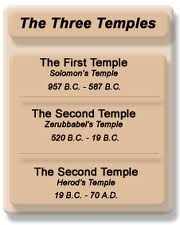 The Three Temples
The First Temple
Solomon's Temple
957 B.C. - 587 B.C.
The Second Temple
Zerubbabel's Temple
520 B.C. - 19 B.C.
The Second Temple
Herod's Temple
19 B.C. - 70 A.D.